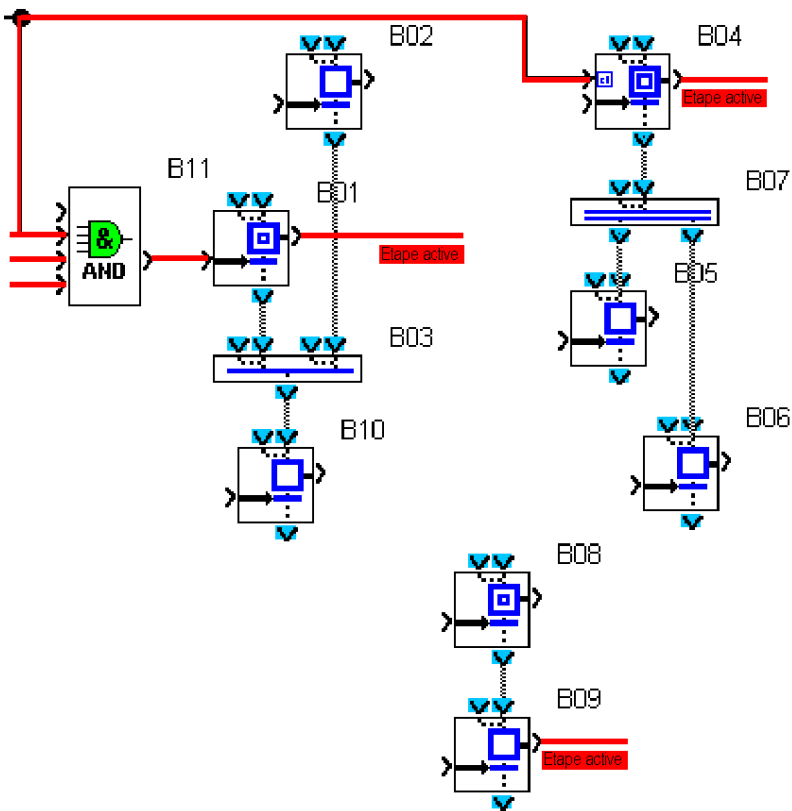 B02
B04
Etape active
B11
B01
B07
&
AND
Etape active
B05
B03
B10
B06
B08
B09
Etape active